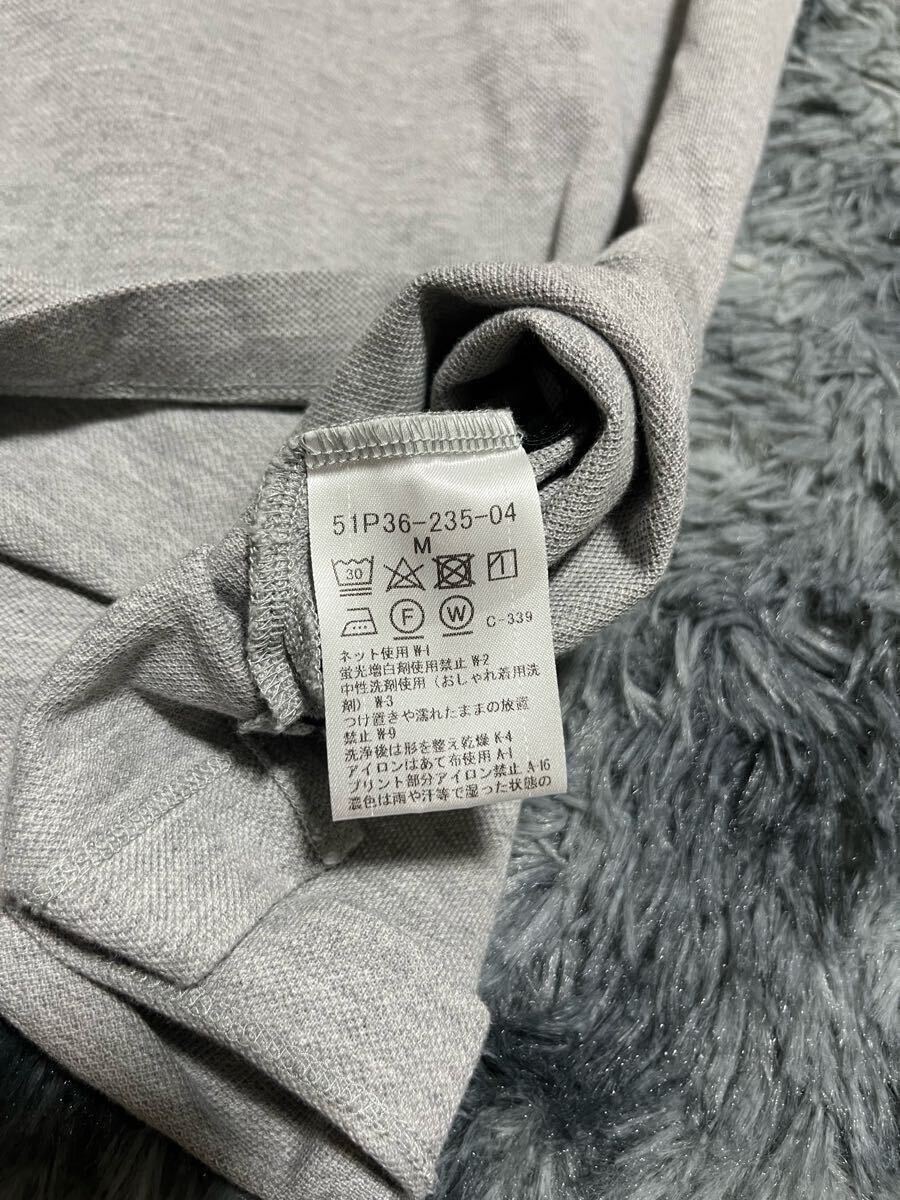 51P36-235-04
M
30 1
F W C-339
ネット使用 W-1
蛍光増白剤使用禁止 W-2
中性洗剤使用（おしゃれ着用洗
剤） W-3
つけ置きや濡れたままの放置
禁止 W-9
洗浄後は形を整え乾燥 K-4
アイロンはあて布使用 A-1
プリント部分アイロン禁止 A-16
濃色は雨や汗等で湿った状態の